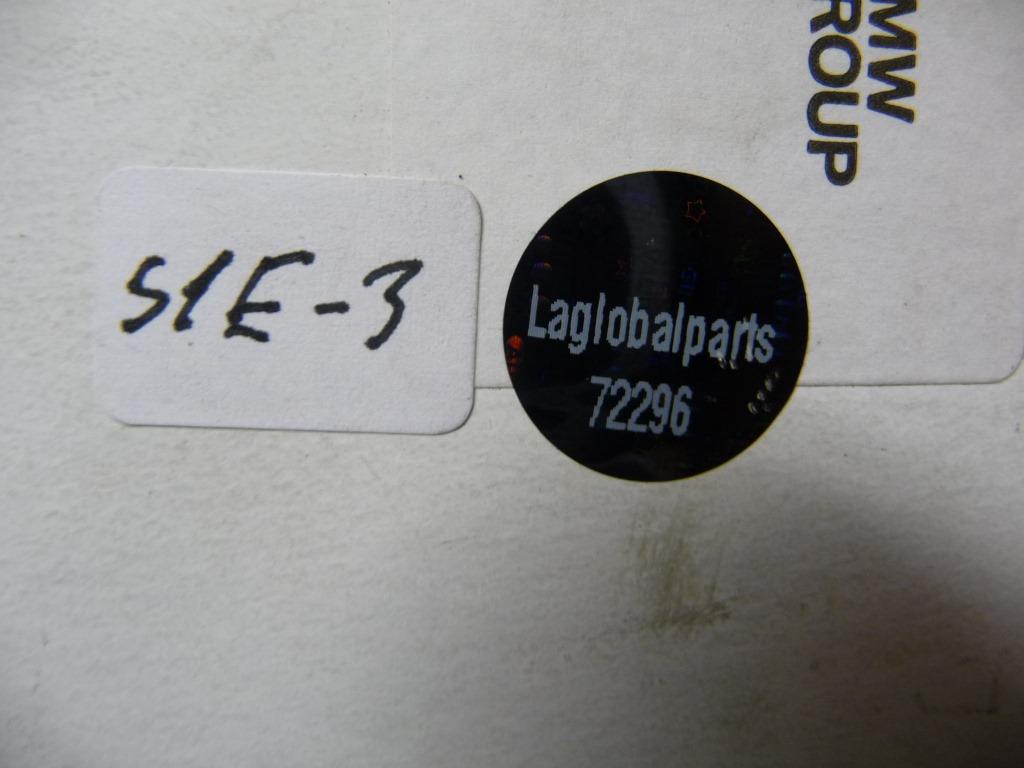 MW
ROUP
S1E-3
Laglobalparts
72296